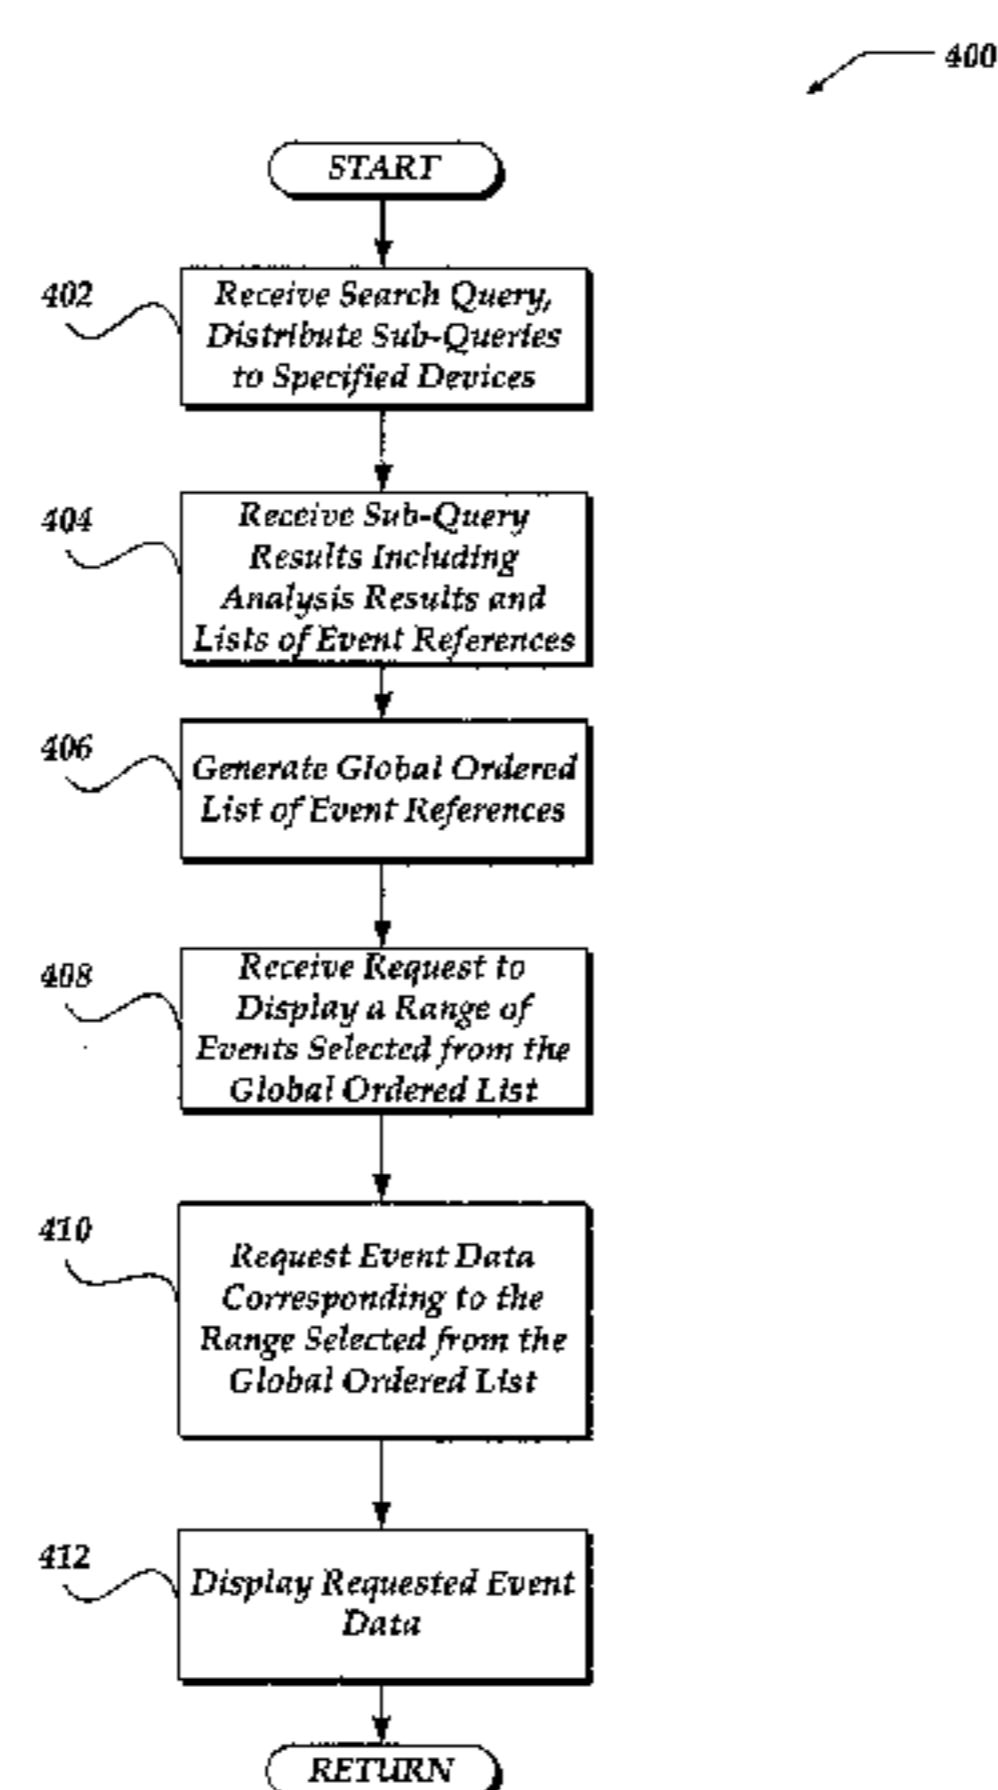 400
START
402
Receive Search Query,
Distribute Sub-Queries
to Specified Devices
404
Receive Sub-Query
Results Including
Analysis Results and
Lists of Event References
406
Generate Global Ordered
List of Event References
408
Receive Request to
Display a Range of
Events Selected from the
Global Ordered List
410
Request Event Data
Corresponding to the
Range Selected from the
Global Ordered List
412
Display Requested Event
Data
RETURN